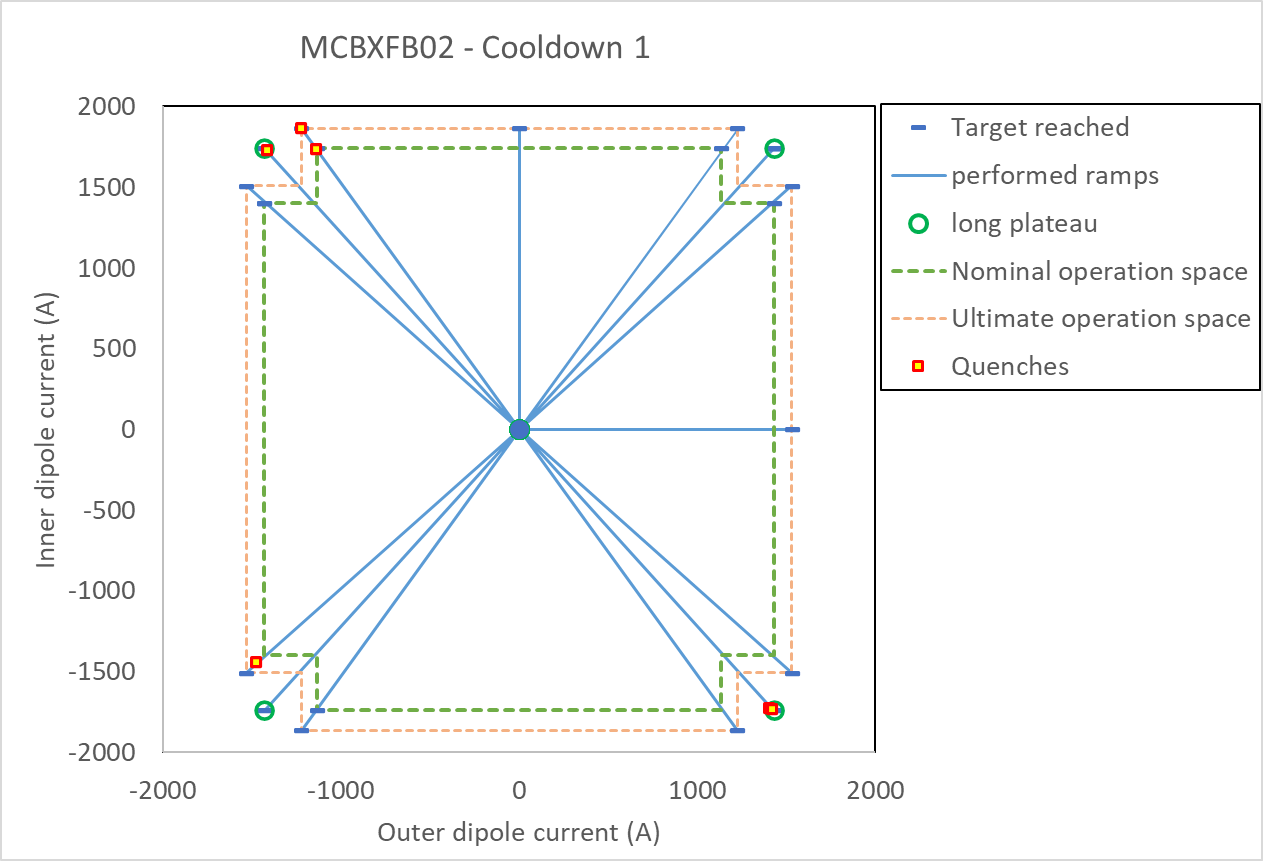 MCBXFB02 - Cooldown 1
2000
1500
1000
500
0
-500
-1000
-1500
-2000
-2000 -1000 0 1000 2000
Inner dipole current (A)
Outer dipole current (A)
Target reached
performed ramps
long plateau
Nominal operation space
Ultimate operation space
Quenches